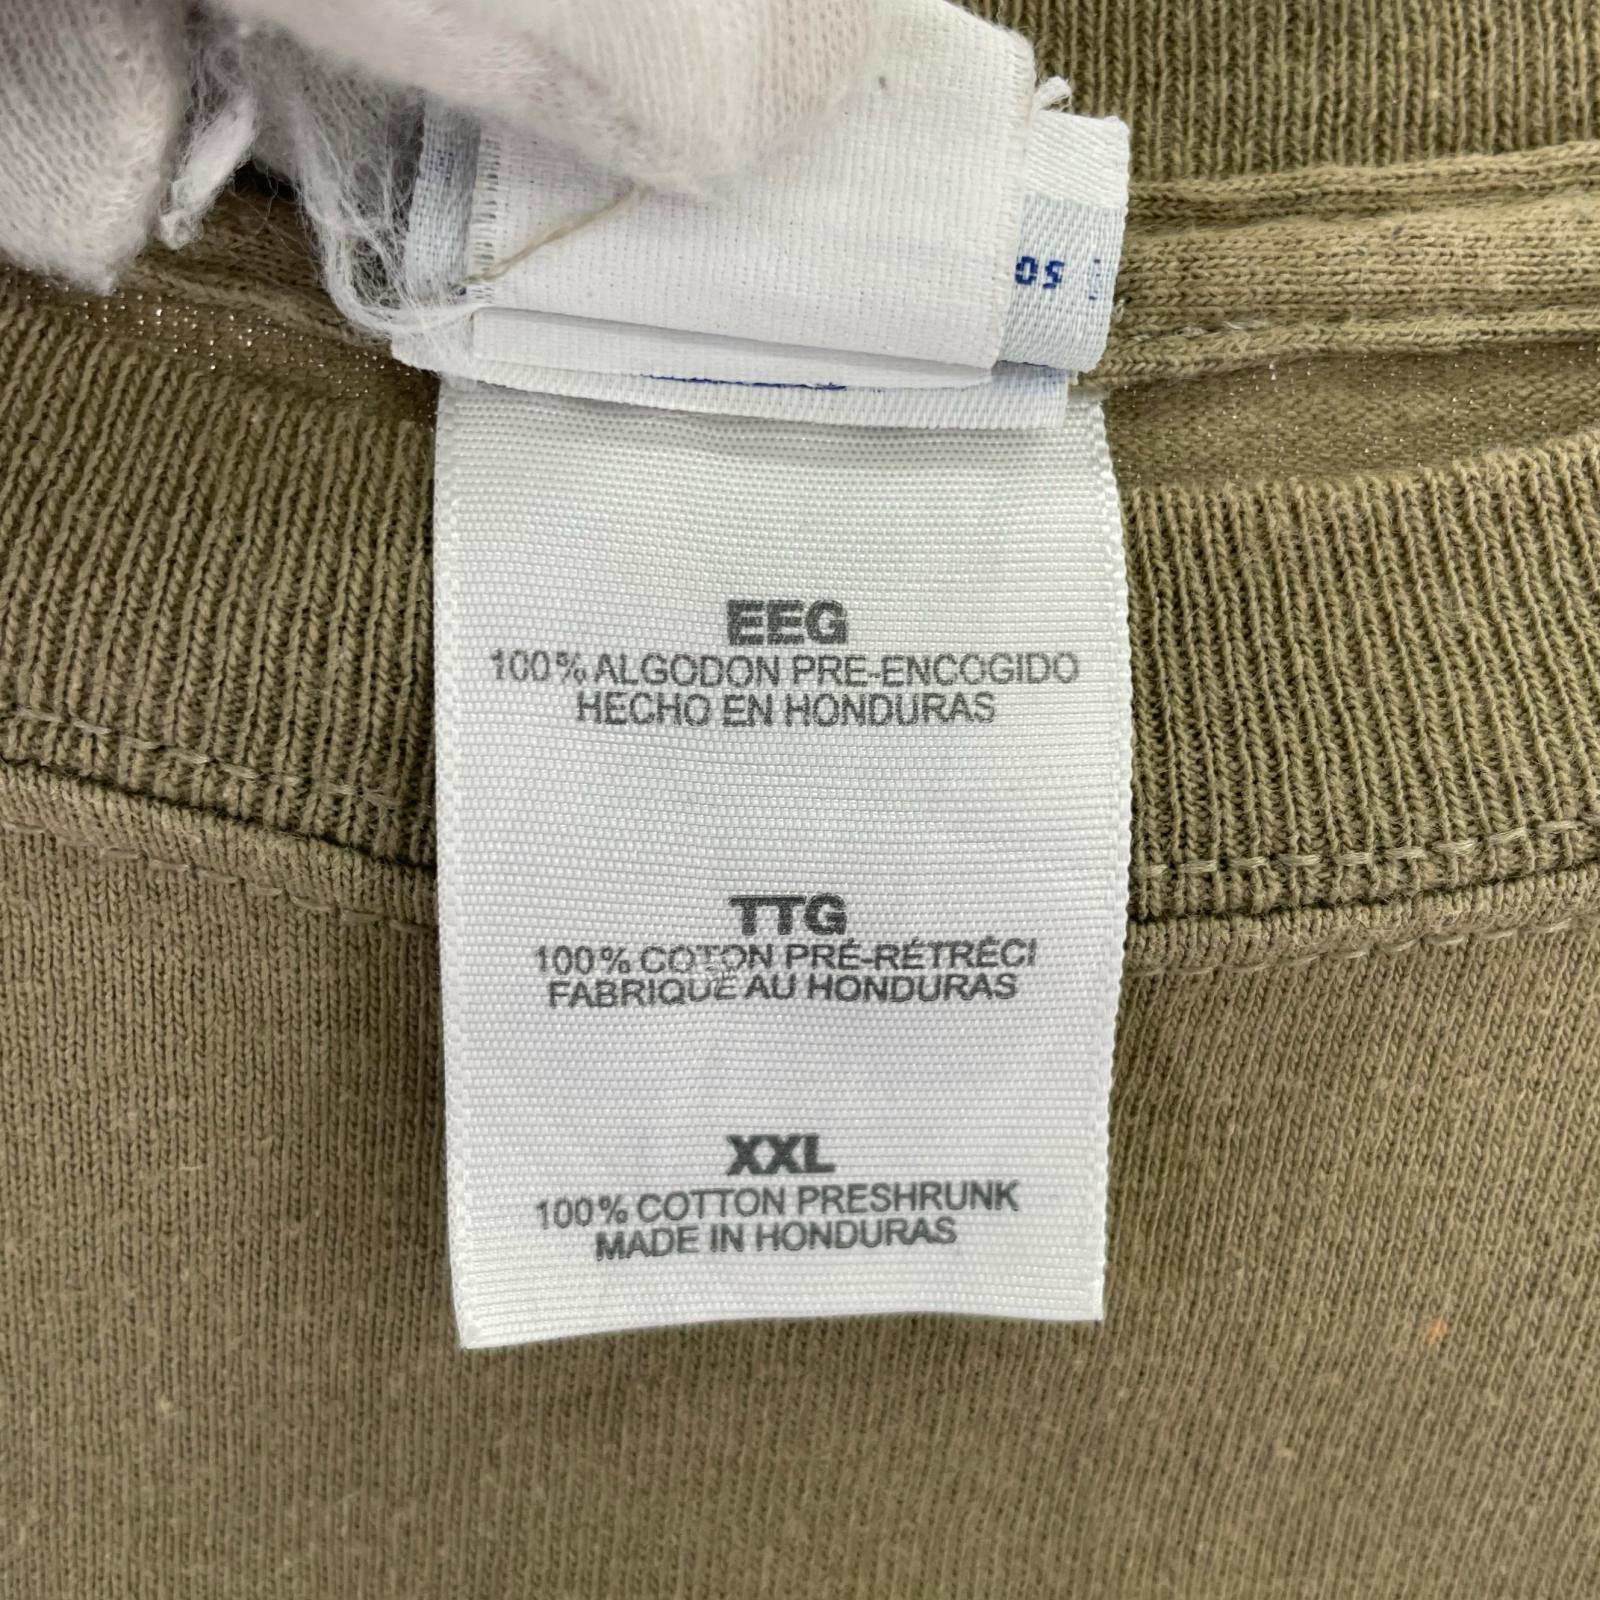 EEG
100% ALGODON PRE-ENCOGIDO
HECHO EN HONDURAS
TTG
100% COTON PRÉ-RÉTRÉCI
FABRIQUE AU HONDURAS
XXL
100% COTTON PRESHRUNK
MADE IN HONDURAS